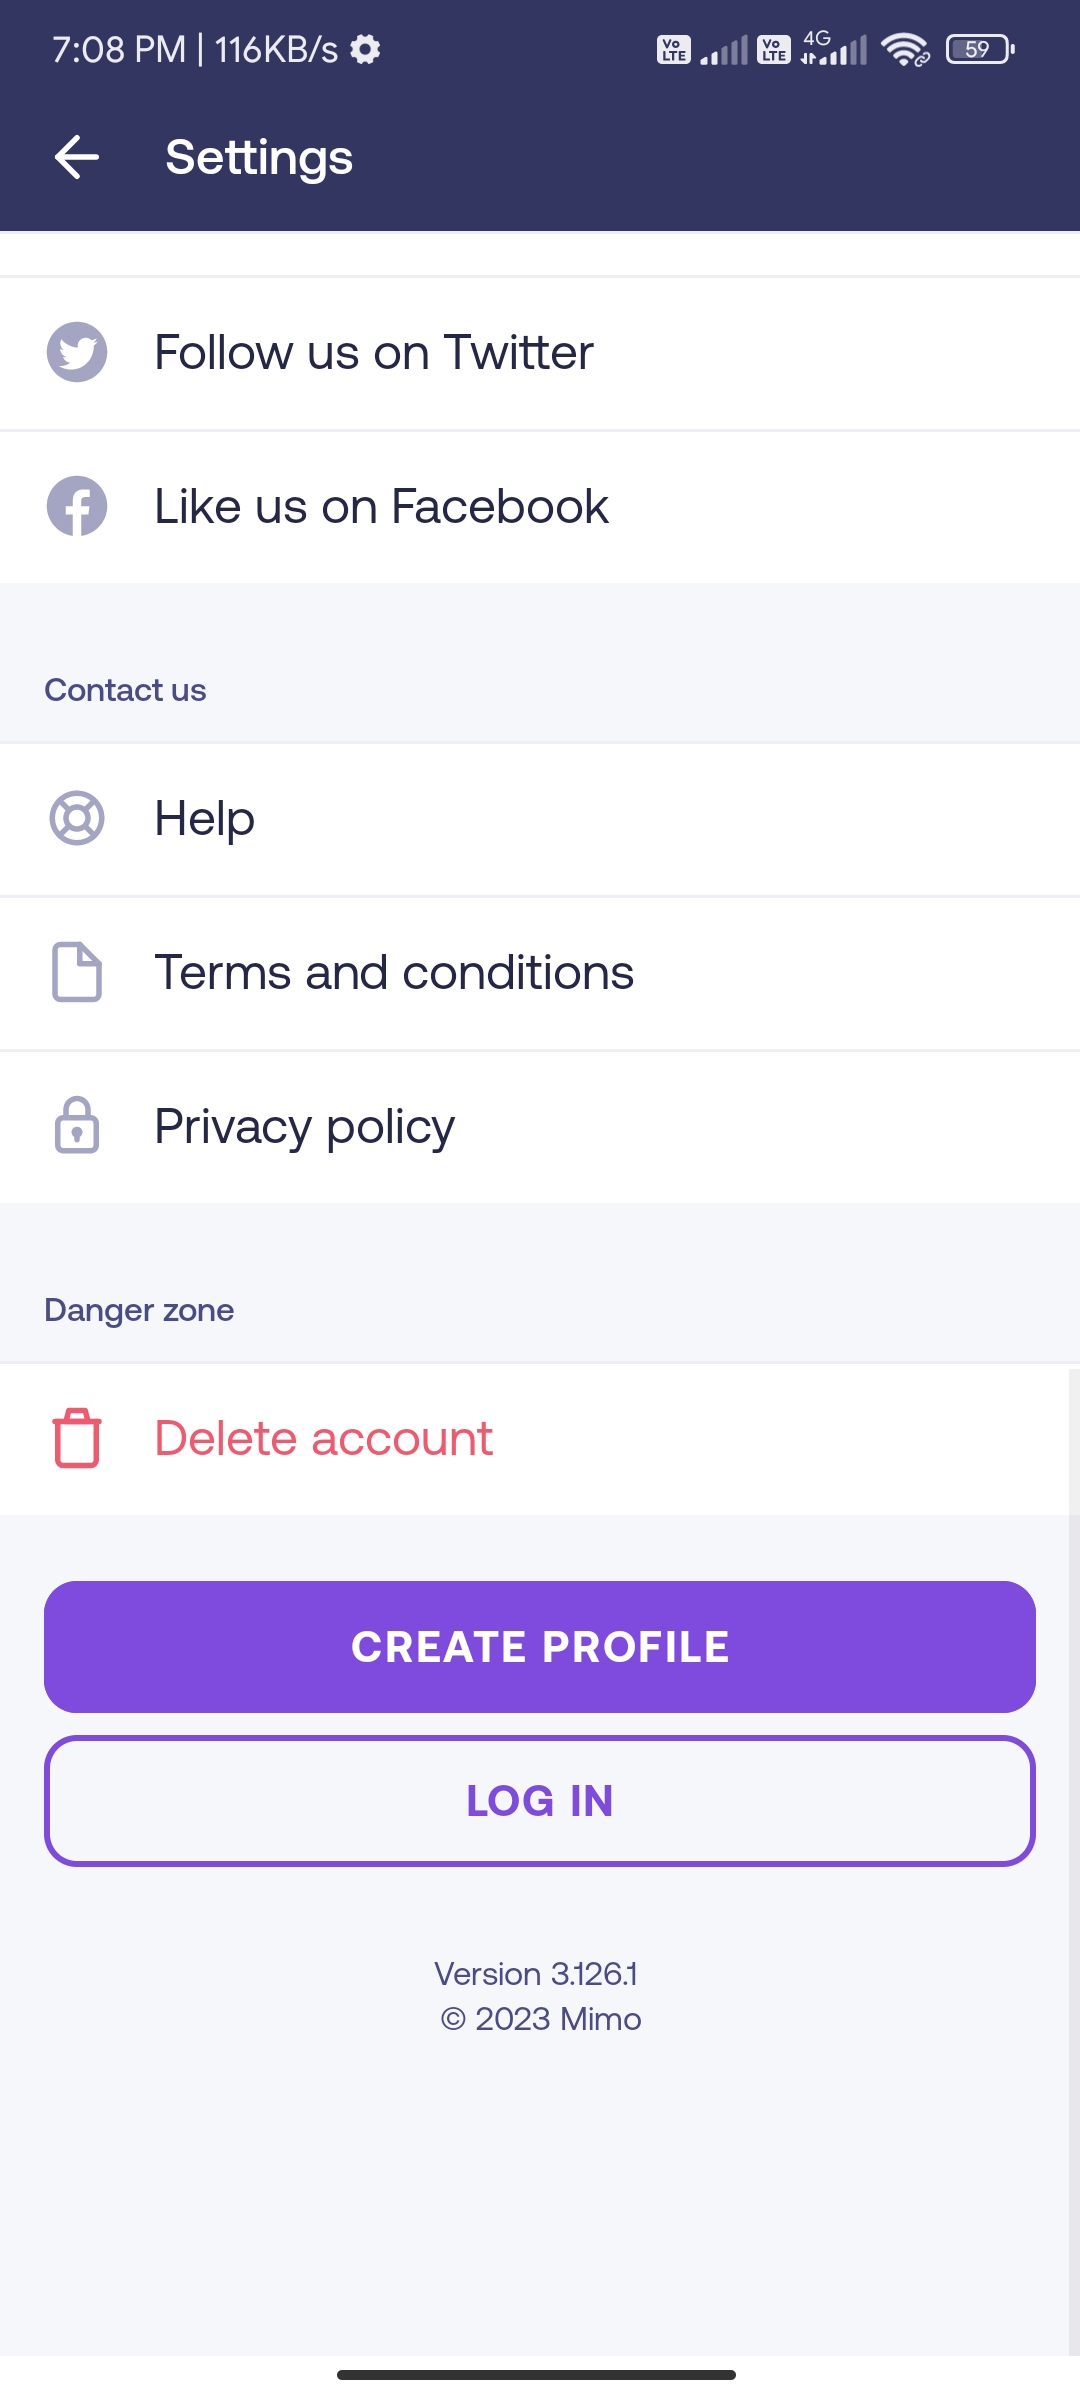 7:08 PM | 116KB/s
Vo LTE Vo LTE 4G 59
Settings
Follow us on Twitter
Like us on Facebook
Contact us
Help
Terms and conditions
Privacy policy
Danger zone
Delete account
CREATE PROFILE
LOG IN
Version 3.126.1
© 2023 Mimo